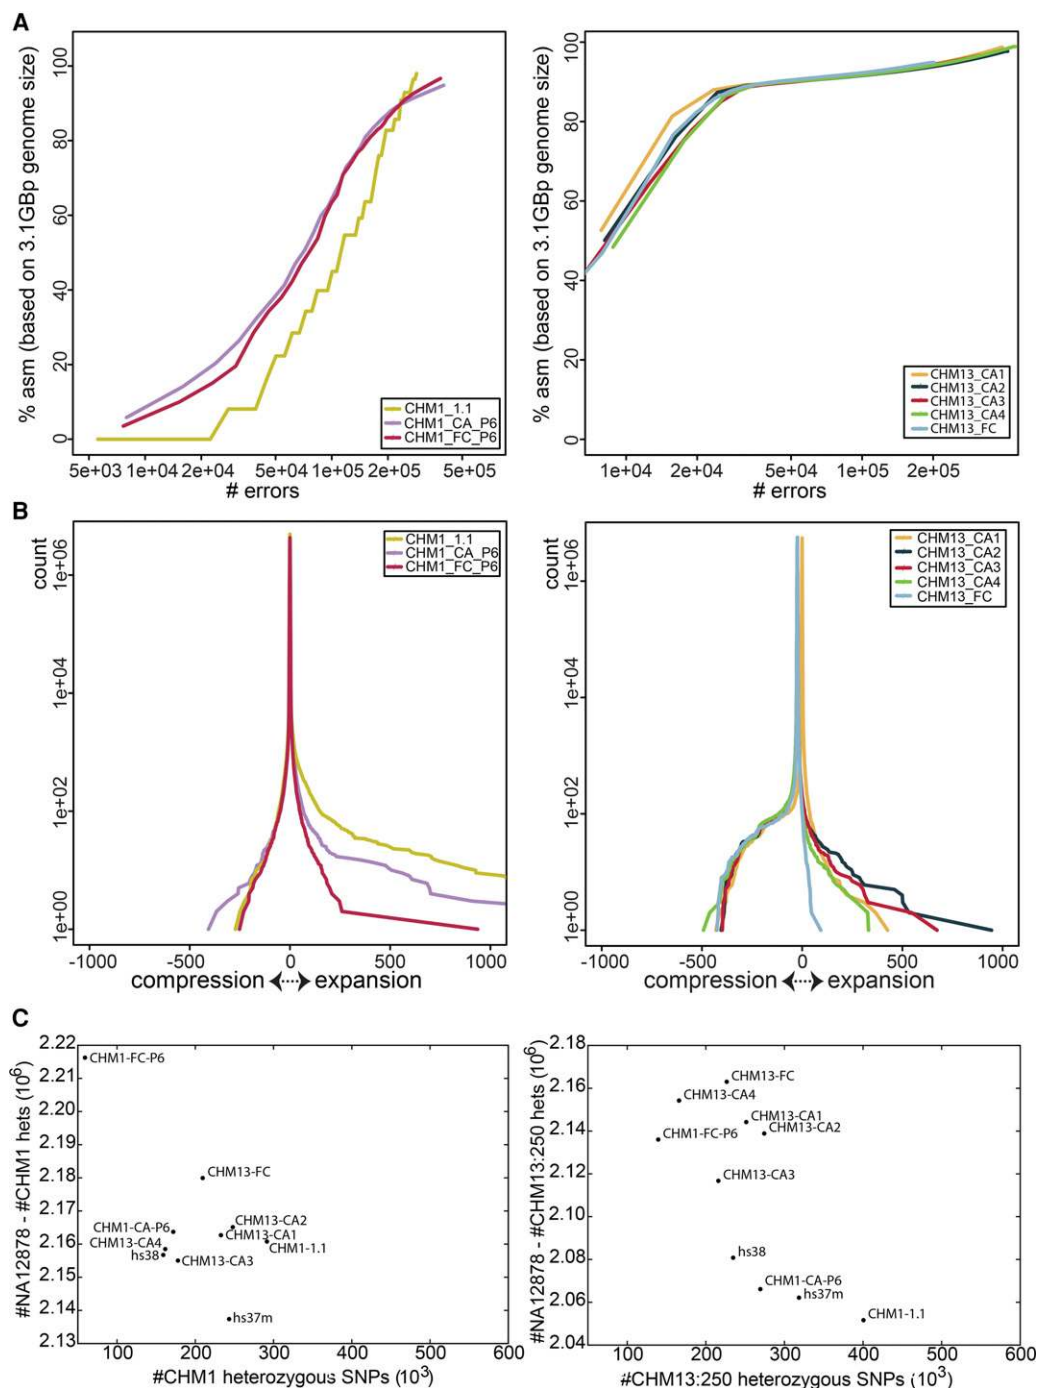 A
% asm (based on 3.1GBp genome size)
100
80
60
40
20
0
CHM1_1.1
CHM1_CA_P6
CHM1_FC_P6
5e+03 1e+04 2e+04 5e+04 1e+05 2e+05 5e+05
# errors
% asm (based on 3.1GBp genome size)
100
80
60
40
20
0
CHM13_CA1
CHM13_CA2
CHM13_CA3
CHM13_CA4
CHM13_FC
1e+04 2e+04 5e+04 1e+05 2e+05
# errors
B
count
1e+06
1e+04
1e+02
1e+00
CHM1_1.1
CHM1_CA_P6
CHM1_FC_P6
-1000 -500 0 500 1000
compression expansion
count
1e+06
1e+04
1e+02
1e+00
CHM13_CA1
CHM13_CA2
CHM13_CA3
CHM13_CA4
CHM13_FC
-1000 -500 0 500 1000
compression expansion
C
#NA12878 - #CHM1 hets (10⁶)
2.22
2.21
2.20
2.19
2.18
2.17
2.16
2.15
2.14
2.13
CHM1-FC-P6
CHM13-FC
CHM13-CA2
CHM1-CA-P6
CHM13-CA1
CHM1-1.1
CHM13-CA4
hs38
CHM13-CA3
hs37m
100 200 300 400 500 600
#CHM1 heterozygous SNPs (10³)
#NA12878 - #CHM13:250 hets (10⁶)
2.18
2.16
2.14
2.12
2.10
2.08
2.06
2.04
CHM13-FC
CHM13-CA4
CHM13-CA1
CHM13-CA2
CHM1-FC-P6
CHM13-CA3
hs38
CHM1-CA-P6
hs37m
CHM1-1.1
100 200 300 400 500 600
#CHM13:250 heterozygous SNPs (10³)